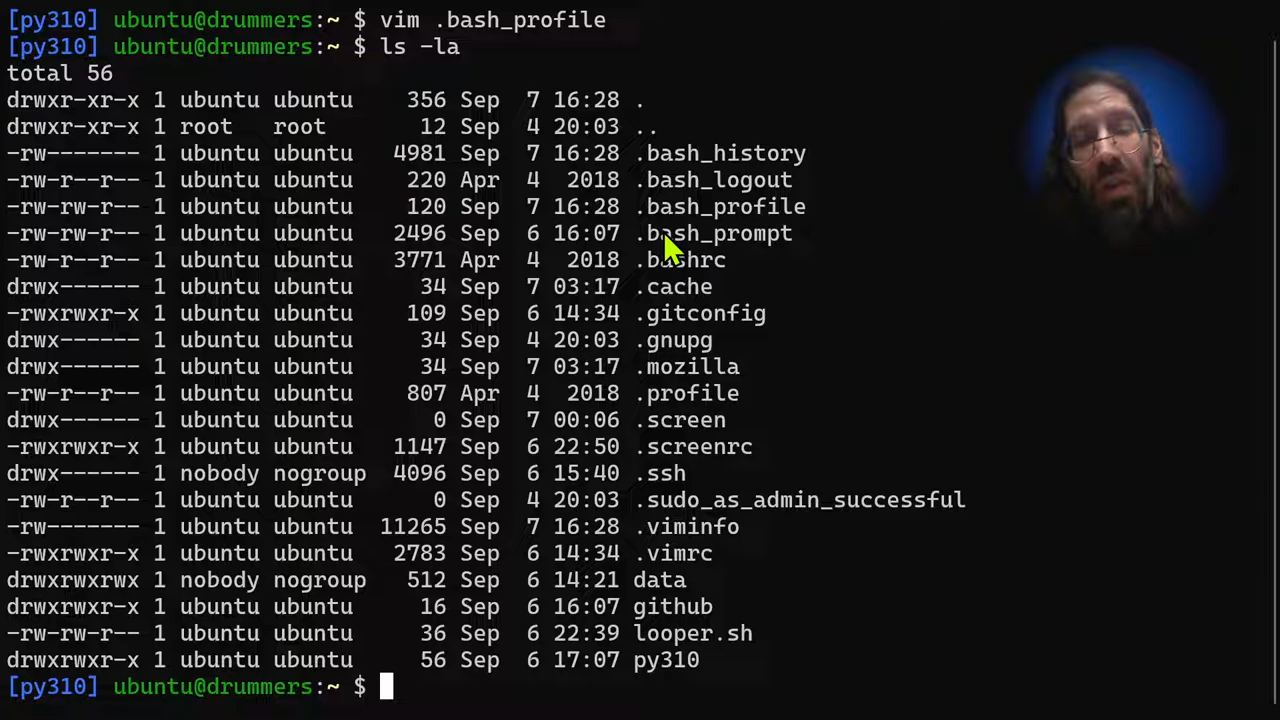 [py310] ubuntu@drummers:~ $ vim .bash_profile
[py310] ubuntu@drummers:~ $ ls -la
total 56
drwxr-xr-x 1 ubuntu ubuntu 356 Sep 7 16:28 .
drwxr-xr-x 1 root root 12 Sep 4 20:03 ..
-rw------- 1 ubuntu ubuntu 4981 Sep 7 16:28 .bash_history
-rw-r--r-- 1 ubuntu ubuntu 220 Apr 4 2018 .bash_logout
-rw-rw-r-- 1 ubuntu ubuntu 120 Sep 7 16:28 .bash_profile
-rw-rw-r-- 1 ubuntu ubuntu 2496 Sep 6 16:07 .bash_prompt
-rw-r--r-- 1 ubuntu ubuntu 3771 Apr 4 2018 .bashrc
drwx------ 1 ubuntu ubuntu 34 Sep 7 03:17 .cache
-rwxrwxr-x 1 ubuntu ubuntu 109 Sep 6 14:34 .gitconfig
drwx------ 1 ubuntu ubuntu 34 Sep 4 20:03 .gnupg
drwx------ 1 ubuntu ubuntu 34 Sep 7 03:17 .mozilla
-rw-r--r-- 1 ubuntu ubuntu 807 Apr 4 2018 .profile
drwx------ 1 ubuntu ubuntu 0 Sep 7 00:06 .screen
-rwxrwxr-x 1 ubuntu ubuntu 1147 Sep 6 22:50 .screenrc
drwx------ 1 nobody nogroup 4096 Sep 6 15:40 .ssh
-rw-r--r-- 1 ubuntu ubuntu 0 Sep 4 20:03 .sudo_as_admin_successful
-rw------- 1 ubuntu ubuntu 11265 Sep 7 16:28 .viminfo
-rwxrwxr-x 1 ubuntu ubuntu 2783 Sep 6 14:34 .vimrc
drwxrwxrwx 1 nobody nogroup 512 Sep 6 14:21 data
drwxrwxr-x 1 ubuntu ubuntu 16 Sep 6 16:07 github
-rw-rw-r-- 1 ubuntu ubuntu 36 Sep 6 22:39 looper.sh
drwxrwxr-x 1 ubuntu ubuntu 56 Sep 6 17:07 py310
[py310] ubuntu@drummers:~ $